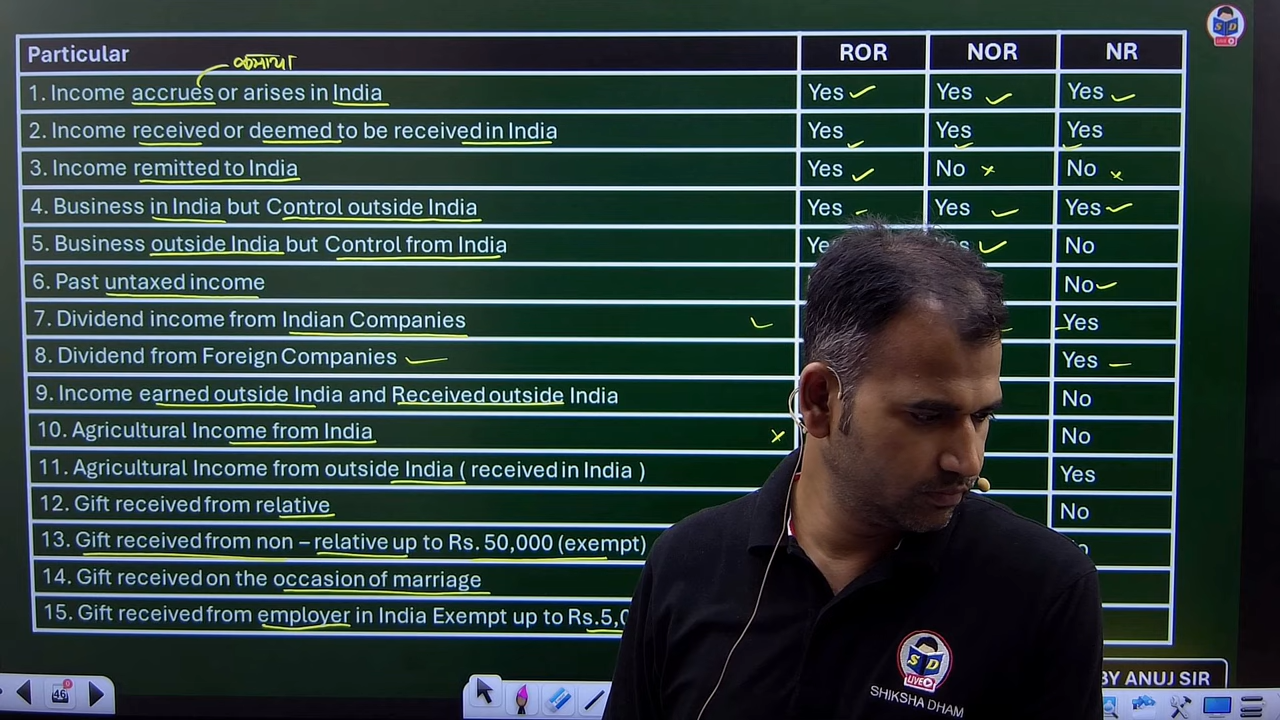 Particular ROR NOR NR
कमाया
1. Income accrues or arises in India Yes Yes Yes
2. Income received or deemed to be received in India Yes Yes Yes
3. Income remitted to India Yes No No
4. Business in India but Control outside India Yes Yes Yes
5. Business outside India but Control from India No
6. Past untaxed income No
7. Dividend income from Indian Companies Yes
8. Dividend from Foreign Companies Yes
9. Income earned outside India and Received outside India No
10. Agricultural Income from India No
11. Agricultural Income from outside India ( received in India ) Yes
12. Gift received from relative No
13. Gift received from non – relative up to Rs. 50,000 (exempt)
14. Gift received on the occasion of marriage
15. Gift received from employer in India Exempt up to
SD
LIVE
SHIKSHA DHAM
BY ANUJ SIR
46